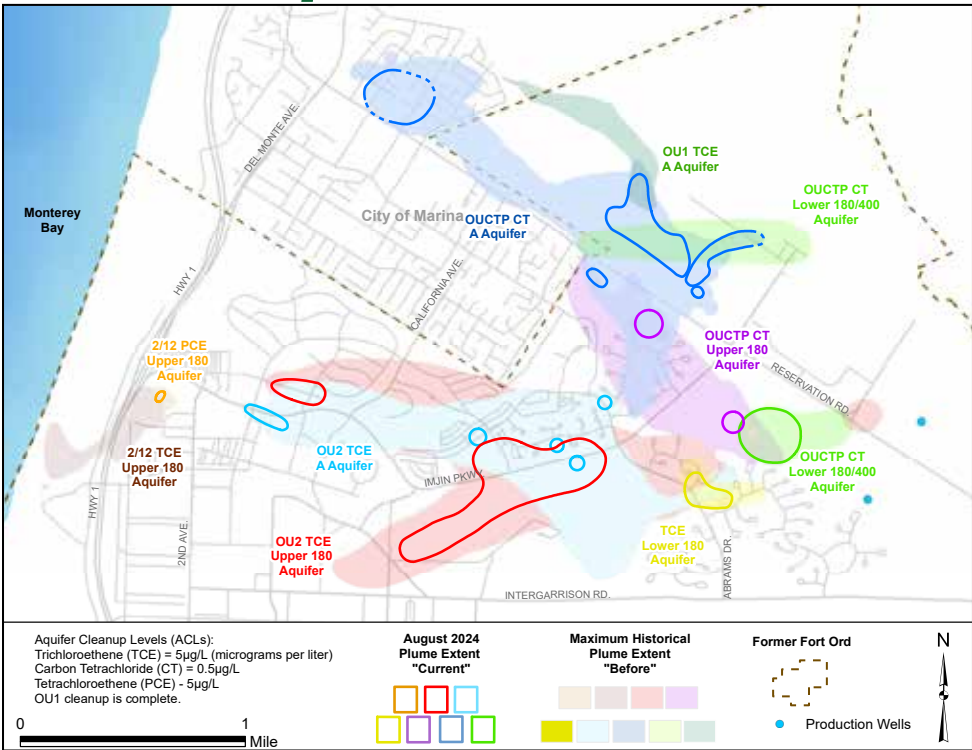 DEL MONTE AVE.
OU1 TCE
A Aquifer
OUCTP CT
Lower 180/400
Aquifer
Monterey
Bay
City of Marina
OUCTP CT
A Aquifer
HWY 1
CALIFORNIA AVE.
2/12 PCE
Upper 180
Aquifer
OUCTP CT
Upper 180
Aquifer
RESERVATION RD.
2/12 TCE
Upper 180
Aquifer
OU2 TCE
A Aquifer
IMJIN PKWY
OUCTP CT
Lower 180/400
Aquifer
HWY 1
2ND AVE.
OU2 TCE
Upper 180
Aquifer
TCE
Lower 180
Aquifer
ABRAMS DR.
INTERGARRISON RD.
Aquifer Cleanup Levels (ACLs):
Trichloroethene (TCE) = 5µg/L (micrograms per liter)
Carbon Tetrachloride (CT) = 0.5µg/L
Tetrachloroethene (PCE) - 5µg/L
OU1 cleanup is complete.
0 1
Mile
August 2024
Plume Extent
"Current"
Maximum Historical
Plume Extent
"Before"
Former Fort Ord
Production Wells
N